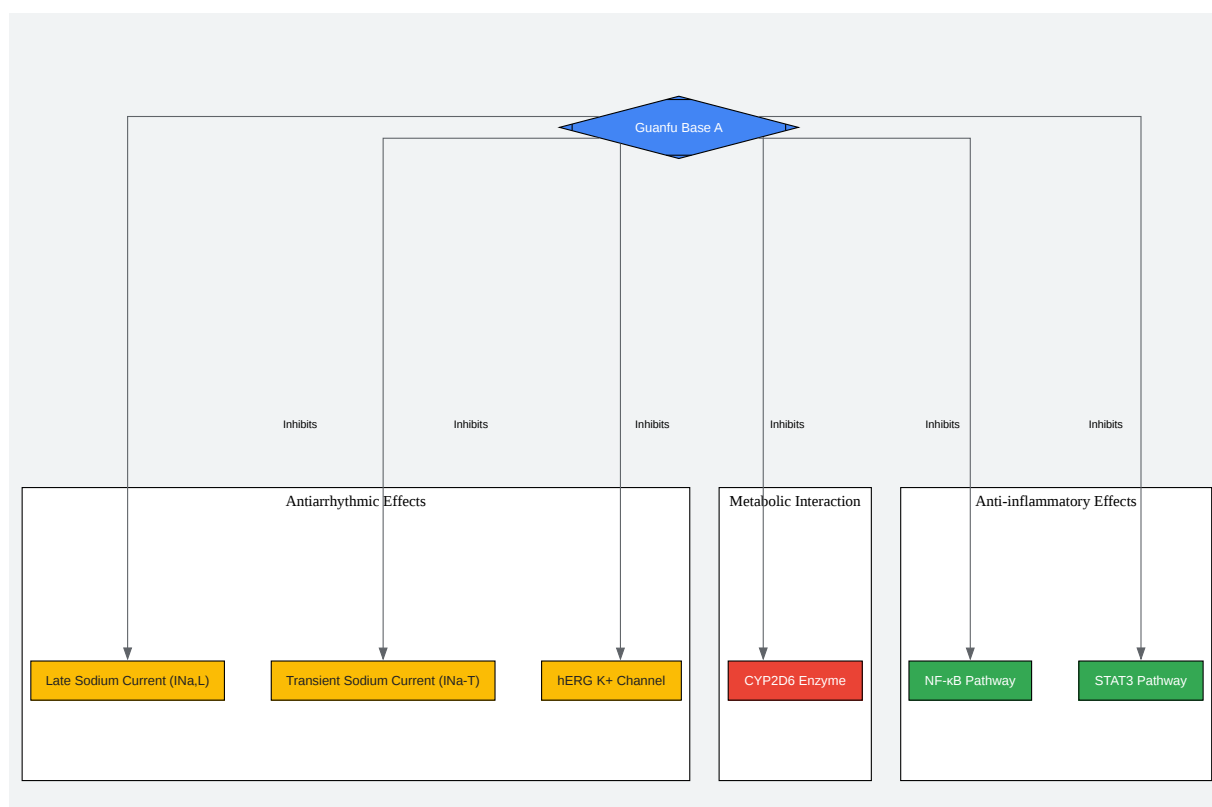 Guanfu Base A
Inhibits
Inhibits
Inhibits
Inhibits
Inhibits
Inhibits
Antiarrhythmic Effects
Metabolic Interaction
Anti-inflammatory Effects
Late Sodium Current (INa,L)
Transient Sodium Current (INa-T)
hERG K+ Channel
CYP2D6 Enzyme
NF-κB Pathway
STAT3 Pathway